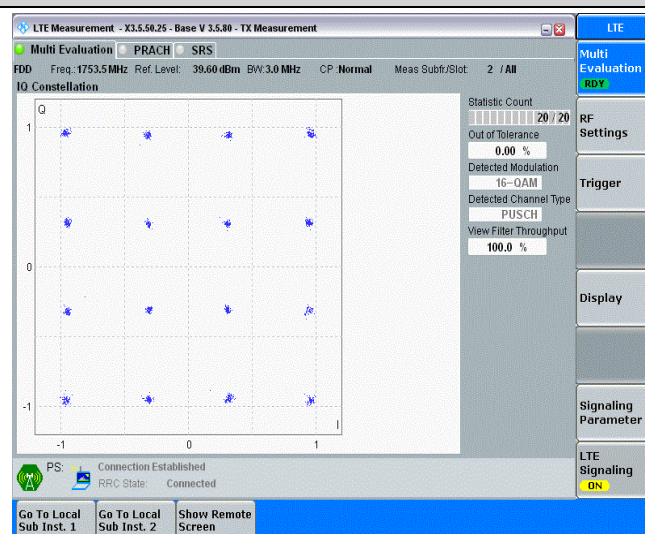 LTE Measurement - X3.5.50.25 - Base V 3.5.80 - TX Measurement
LTE
Multi Evaluation PRACH SRS
Multi
Evaluation
RDY
FDD Freq.: 1753.5 MHz Ref. Level: 39.60 dBm BW: 3.0 MHz CP : Normal Meas Subfr./Slot: 2 / All
IQ Constellation
Q
1
0
-1
I
-1 0 1
Statistic Count
20 / 20
Out of Tolerance
0.00 %
Detected Modulation
16-QAM
Detected Channel Type
PUSCH
View Filter Throughput
100.0 %
RF
Settings
Trigger
Display
Signaling
Parameter
LTE
Signaling
ON
PS: Connection Established
RRC State: Connected
Go To Local
Sub Inst. 1
Go To Local
Sub Inst. 2
Show Remote
Screen